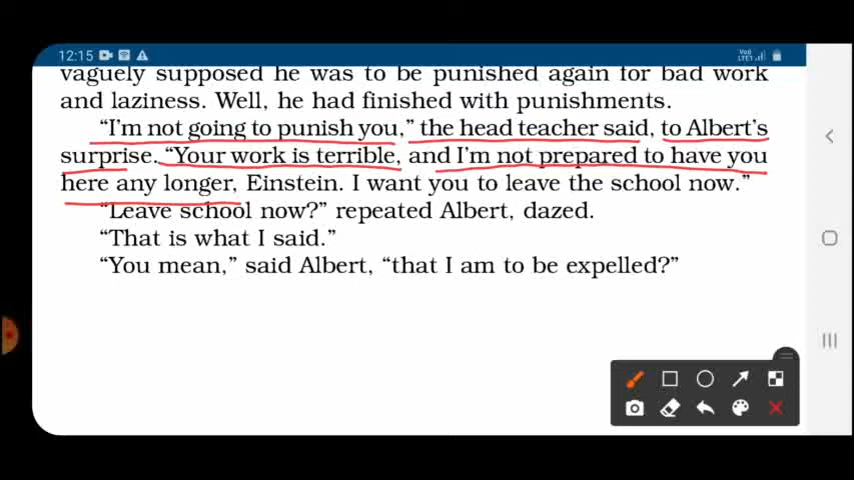 12:15
Vo) LTE1
vaguely supposed he was to be punished again for bad work
and laziness. Well, he had finished with punishments.
“I’m not going to punish you,” the head teacher said, to Albert’s
surprise. “Your work is terrible, and I’m not prepared to have you
here any longer, Einstein. I want you to leave the school now.”
“Leave school now?” repeated Albert, dazed.
“That is what I said.”
“You mean,” said Albert, “that I am to be expelled?”